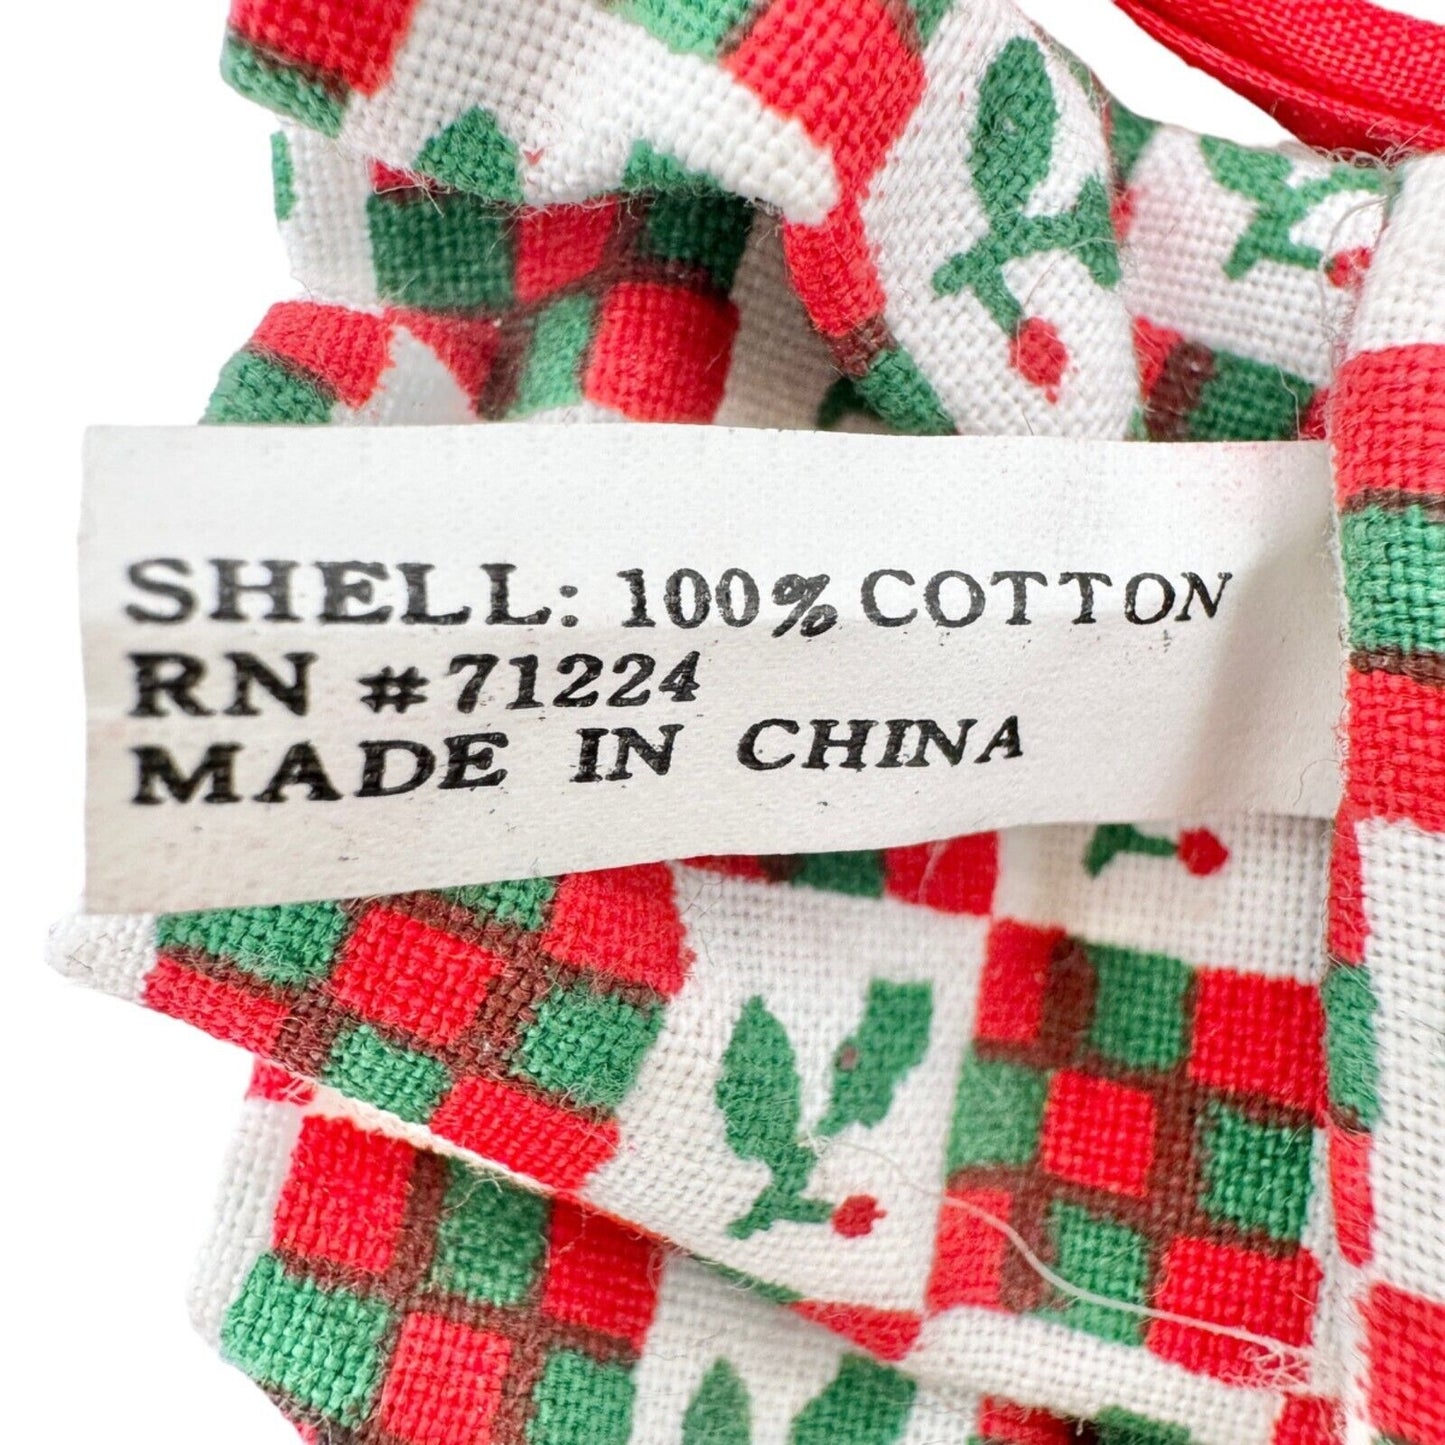 SHELL: 100% COTTON
RN #71224
MADE IN CHINA